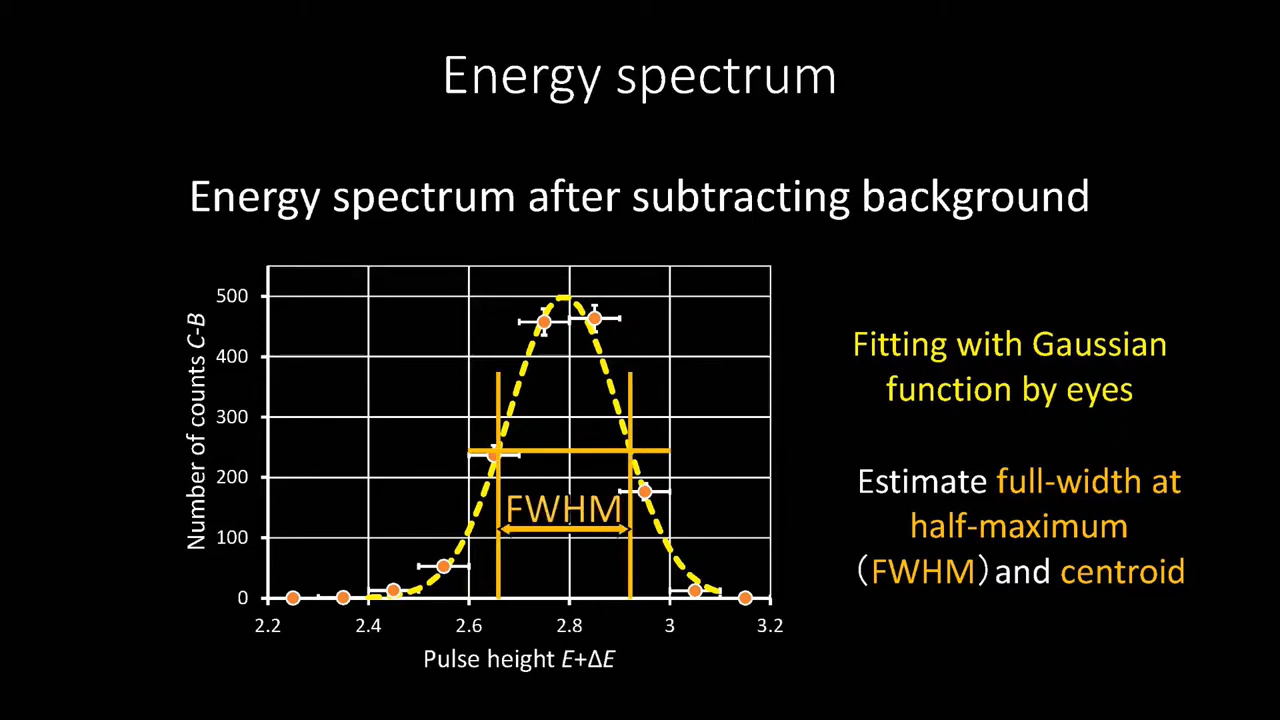 Energy spectrum
Energy spectrum after subtracting background
Number of counts C-B
500
400
300
200
100
0
2.2 2.4 2.6 2.8 3 3.2
Pulse height E+ΔE
FWHM
Fitting with Gaussian
function by eyes
Estimate full-width at
half-maximum
（FWHM）and centroid